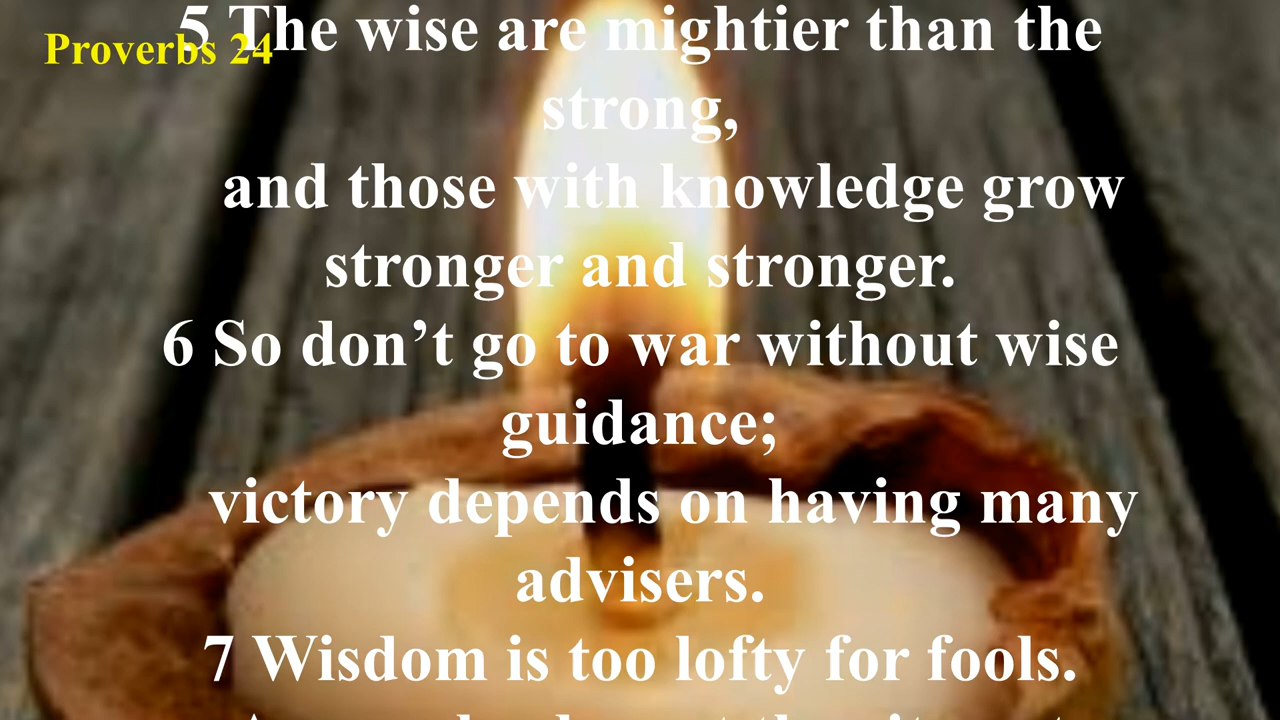 Proverbs 24
5 The wise are mightier than the
strong,
and those with knowledge grow
stronger and stronger.
6 So don’t go to war without wise
guidance;
victory depends on having many
advisers.
7 Wisdom is too lofty for fools.